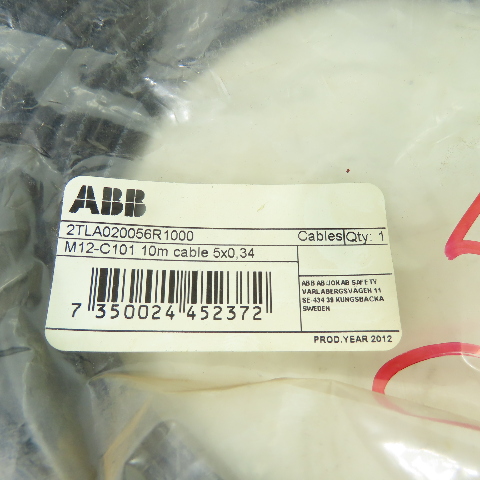 ABB
2TLA020056R1000 Cables Qty: 1
M12-C101 10m cable 5x0,34
ABB AB JOKAB SAFETY
VARLABERGSVÄGEN 11
SE-434 39 KUNGSBACKA
SWEDEN
7 350024 452372
PROD.YEAR 2012